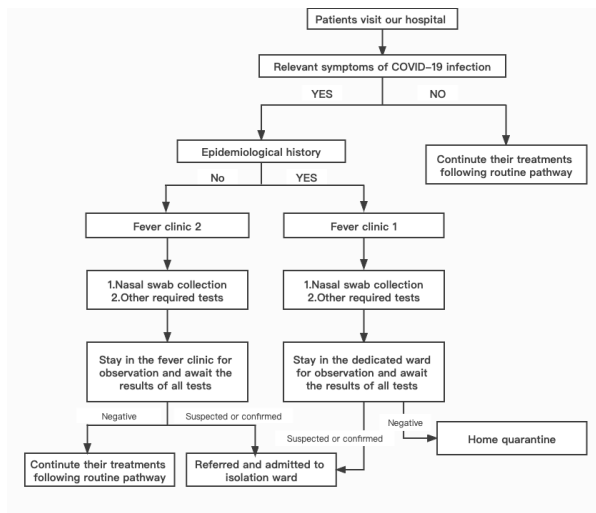 Patients visit our hospital
Relevant symptoms of COVID-19 infection
YES
NO
Epidemiological history
Continute their treatments
following routine pathway
No
YES
Fever clinic 2
Fever clinic 1
1.Nasal swab collection
2.Other required tests
1.Nasal swab collection
2.Other required tests
Stay in the fever clinic for
observation and await the
results of all tests
Stay in the dedicated ward
for observation and await
the results of all tests
Negative
Suspected or confirmed
Suspected or confirmed
Negative
Home quarantine
Continute their treatments
following routine pathway
Referred and admitted to
isolation ward